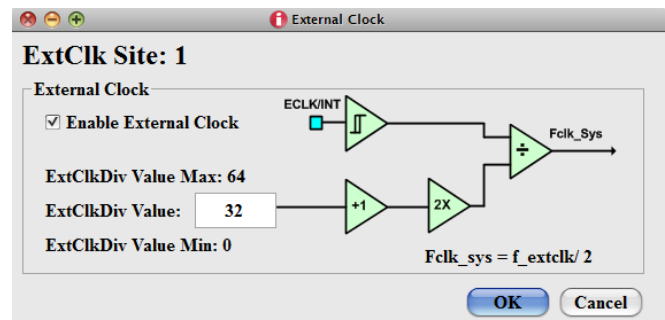 External Clock
ExtClk Site: 1
External Clock
Enable External Clock
ECLK/INT
Fclk_Sys
÷
ExtClkDiv Value Max: 64
ExtClkDiv Value: 32
+1
2X
ExtClkDiv Value Min: 0
Fclk_sys = f_extclk/ 2
OK Cancel